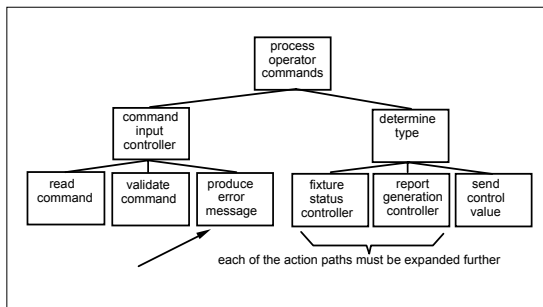 process
operator
commands
command
input
controller
determine
type
read
command
validate
command
produce
error
message
fixture
status
controller
report
generation
controller
send
control
value
each of the action paths must be expanded further